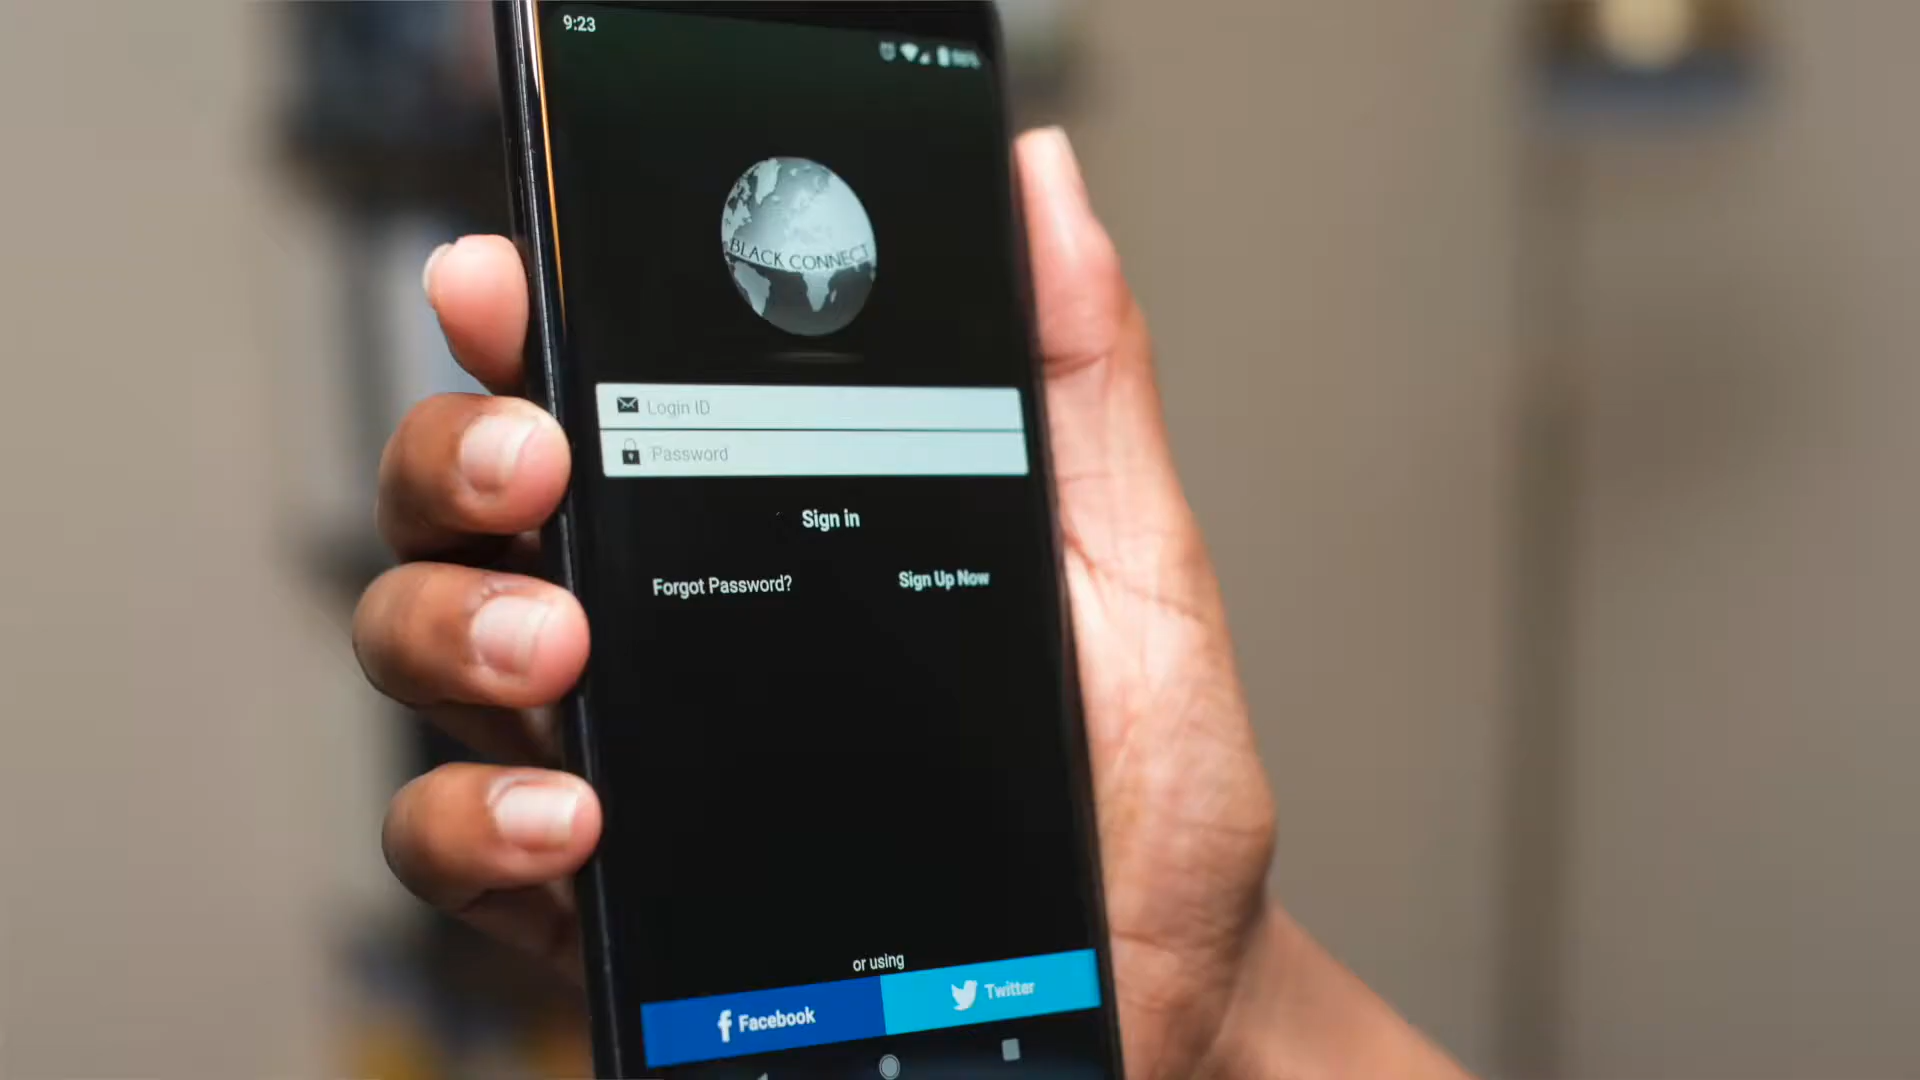 9:23
BLACK CONNECT
Login ID
Password
Sign in
Forgot Password?
Sign Up Now
or using
Facebook
Twitter